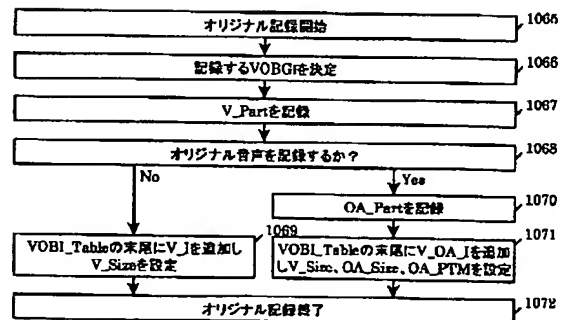 オリジナル記録開始
1065
記録するVOBGIを決定
1066
V_Partを記録
1067
オリジナル音声を記録するか?
1068
No
Yes
OA_Partを記録
1070
1069
1071
VOBI_Tableの末尾にV_Iを追加し
V_Sizeを設定
VOBI_Tableの末尾にV_OA_Iを追加
しV_Size、OA_Size、OA_PTMを設定
オリジナル記録終了
1072